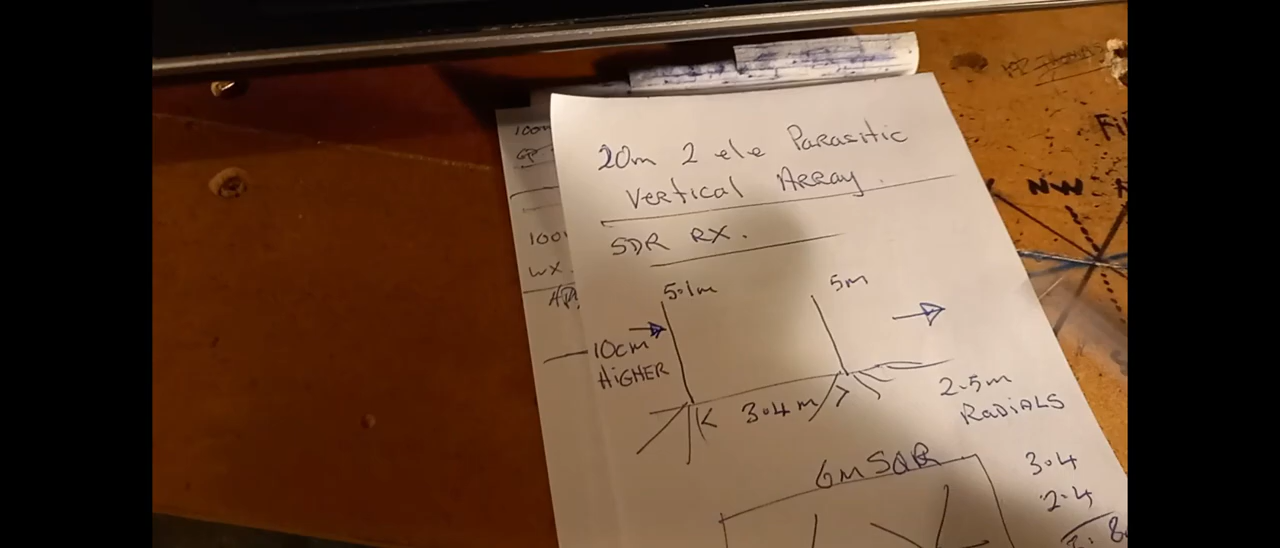 20m 2 ele Parasitic
Vertical Array.
SDR RX.
5.1m
5m
10cm
HiGHER
3.4m
2.5m
RADiALS
6m SQR
3.4
2.4
100
WX
NW